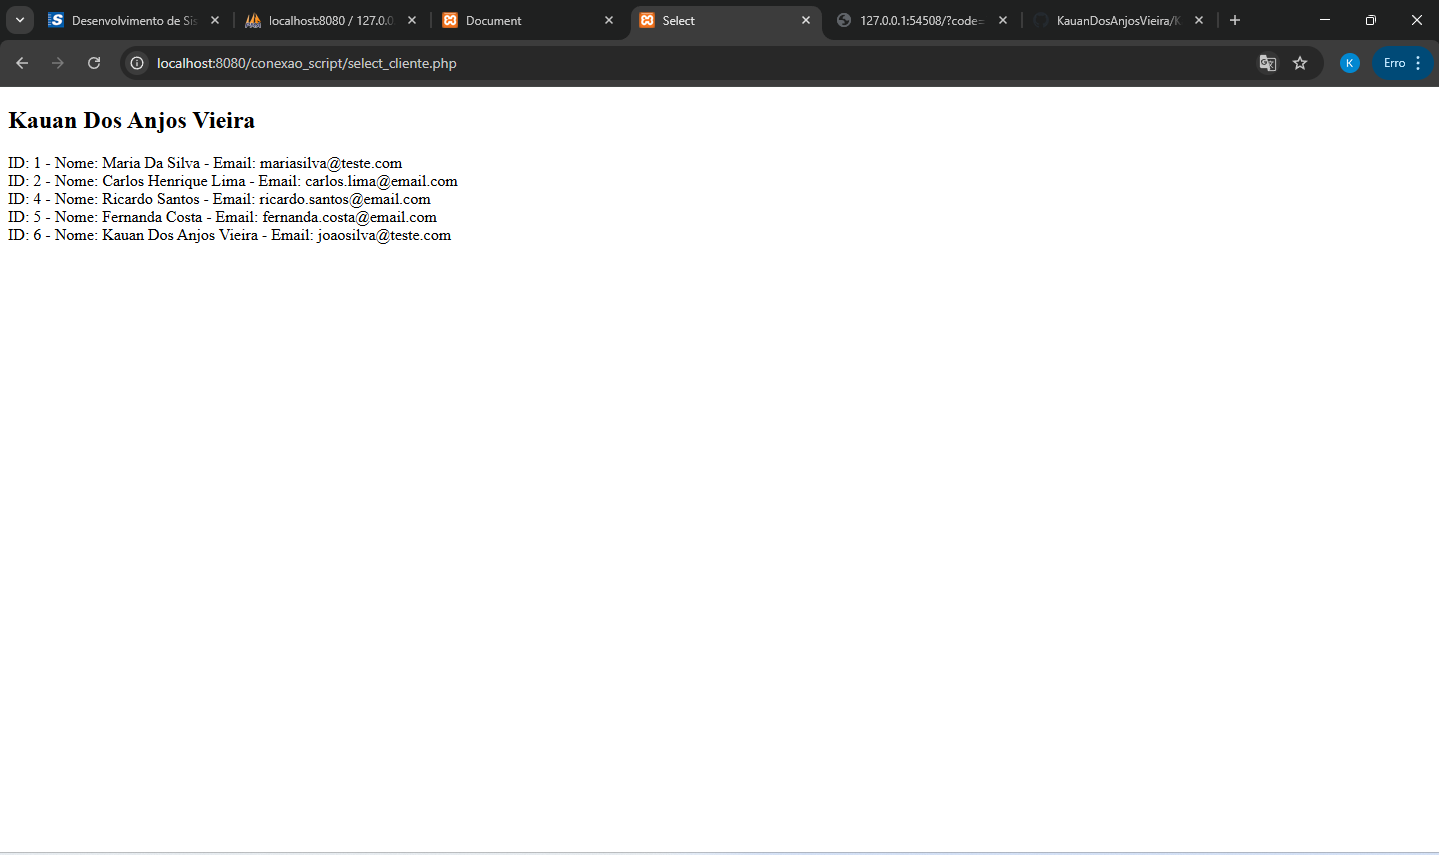 Desenvolvimento de Sis
localhost:8080 / 127.0.0
Document
Select
127.0.0.1:54508/?code=
KauanDosAnjosVieira/K
localhost:8080/conexao_script/select_cliente.php
K
Erro
Kauan Dos Anjos Vieira
ID: 1 - Nome: Maria Da Silva - Email: mariasilva@teste.com
ID: 2 - Nome: Carlos Henrique Lima - Email: carlos.lima@email.com
ID: 4 - Nome: Ricardo Santos - Email: ricardo.santos@email.com
ID: 5 - Nome: Fernanda Costa - Email: fernanda.costa@email.com
ID: 6 - Nome: Kauan Dos Anjos Vieira - Email: joaosilva@teste.com